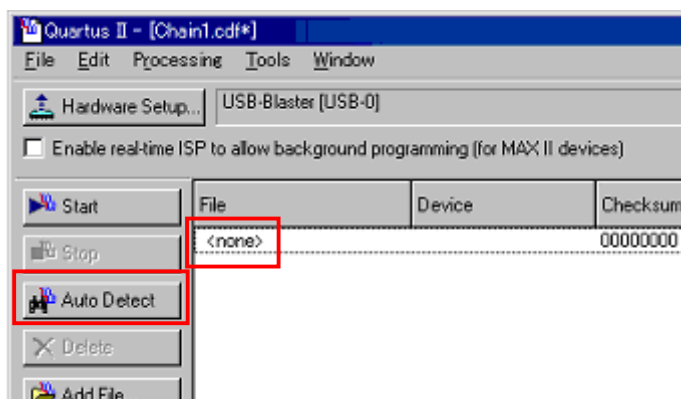 Quartus II - [Chain1.cdf*]
File Edit Processing Tools Window
Hardware Setup... USB-Blaster [USB-0]
Enable real-time ISP to allow background programming (for MAX II devices)
Start File Device Checksum
<none> 00000000
Stop
Auto Detect
Delete
Add File